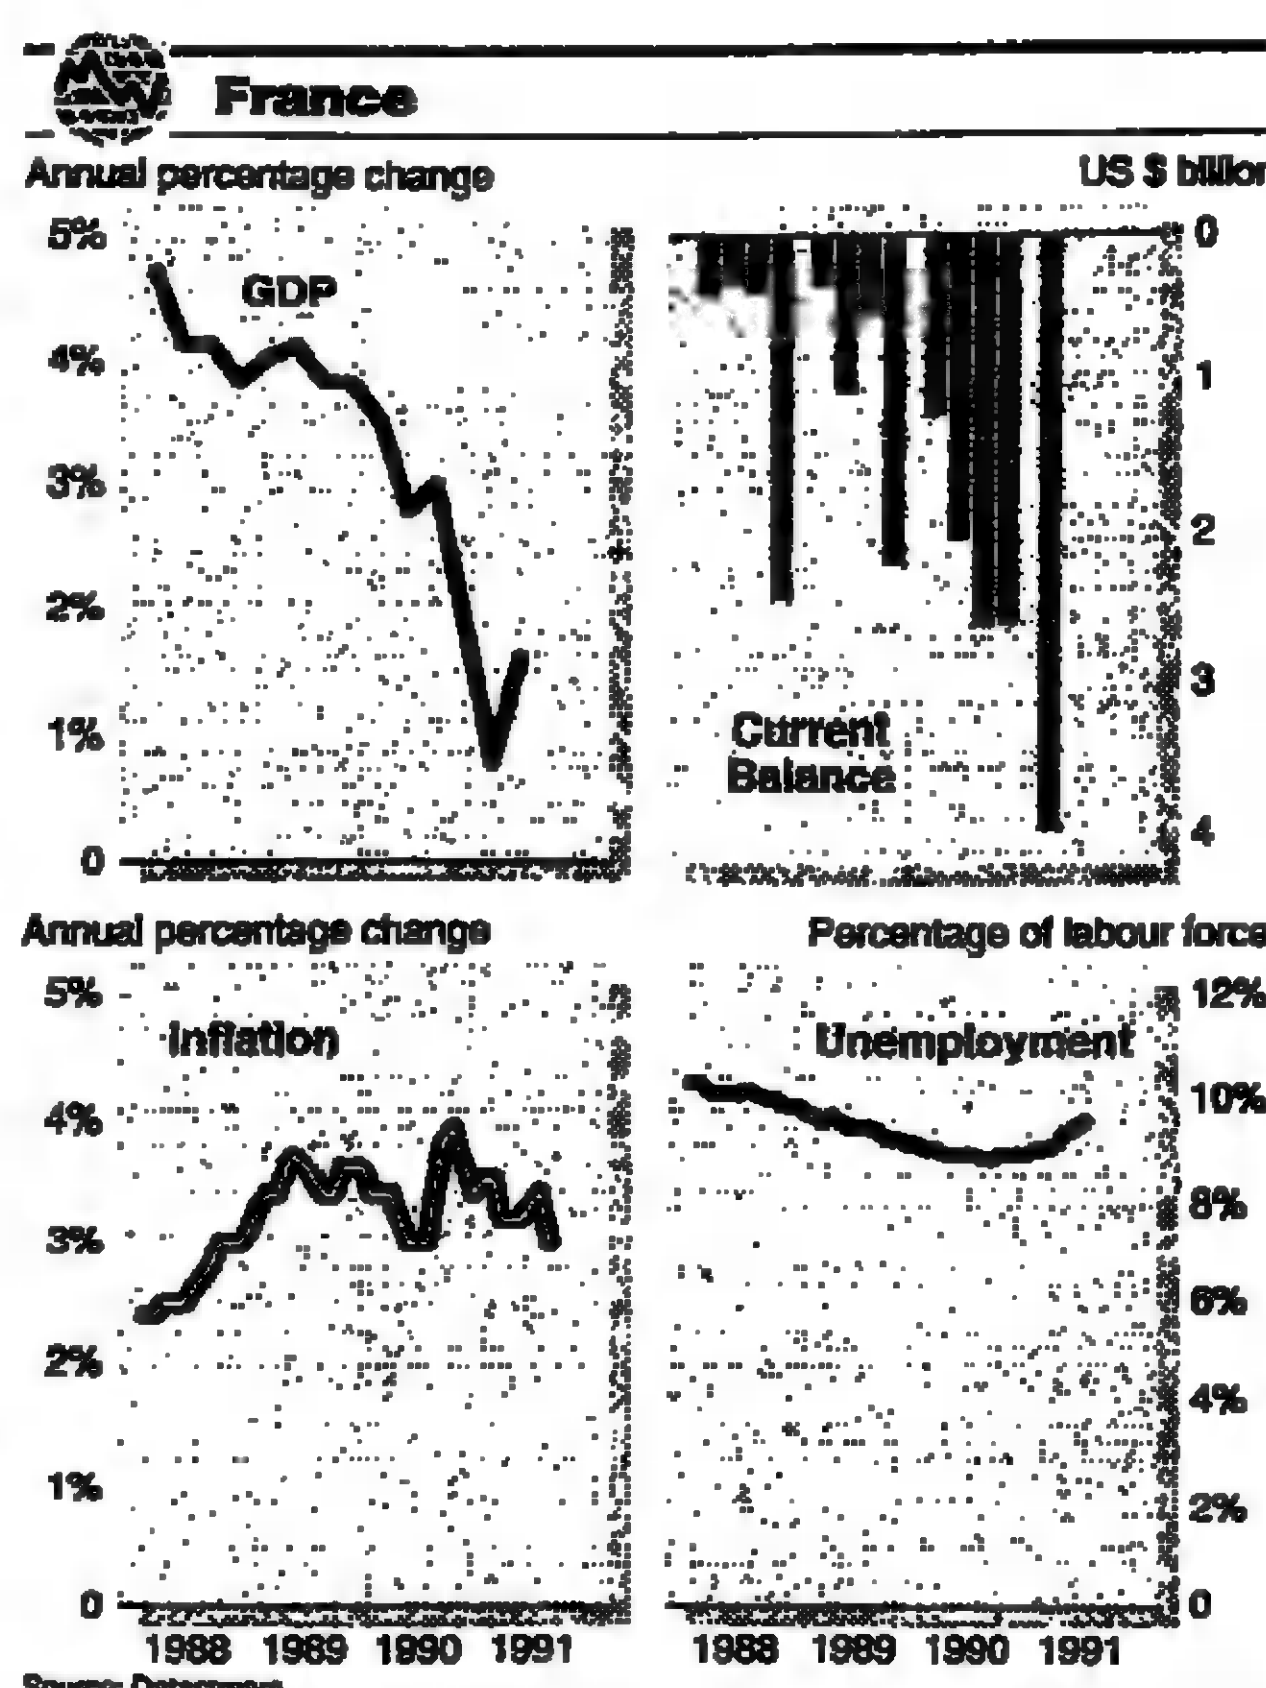 France
Annual percentage change
US $ billion
5%
4%
3%
2%
1%
0
GDP
0
1
2
3
4
Current
Balance
Annual percentage change
Percentage of labour force
5%
4%
3%
2%
1%
0
Inflation
Unemployment
12%
10%
8%
6%
4%
2%
0
1988 1989 1990 1991
1988 1989 1990 1991
Source: Datastream